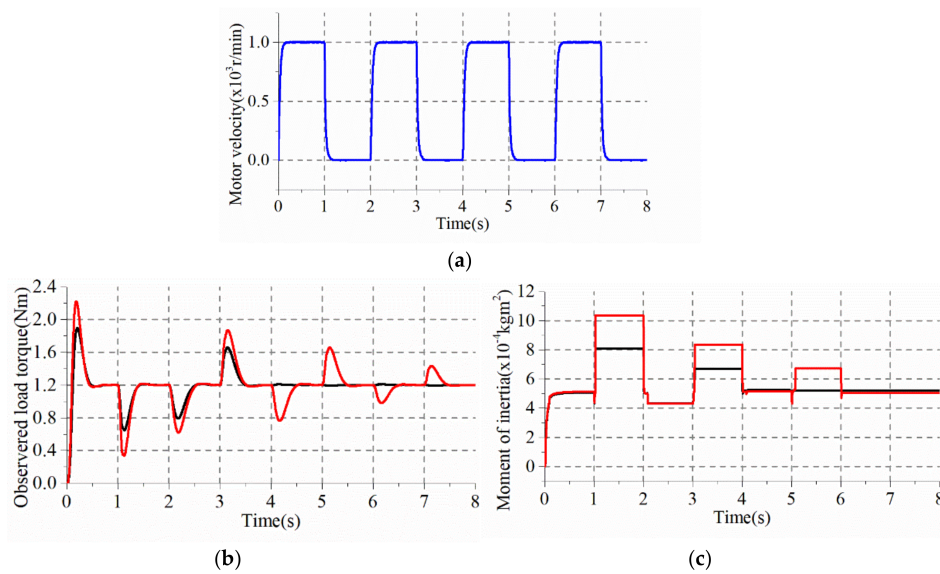 Motor velocity(x10³r/min)
1.0
0.5
0.0
0 1 2 3 4 5 6 7 8
Time(s)
(a)
Obserevered load torque(Nm)
2.4
2.0
1.6
1.2
0.8
0.4
0.0
0 1 2 3 4 5 6 7 8
Time(s)
(b)
Moment of inertia(x 10⁻⁴kgm²)
12
10
8
6
4
2
0
0 1 2 3 4 5 6 7 8
Time(s)
(c)